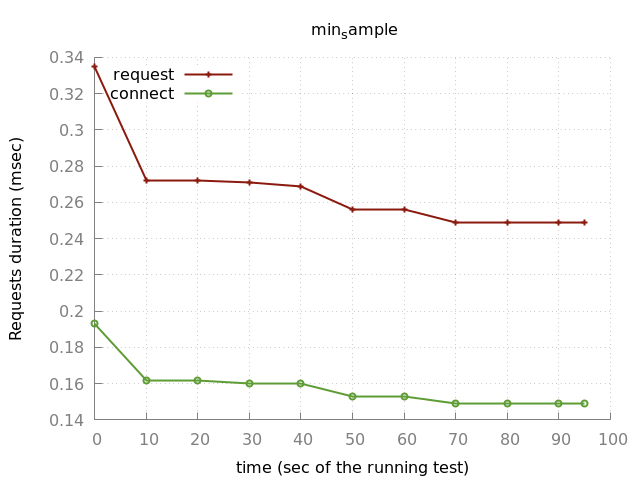 min_sample
0.34
0.32
0.3
0.28
0.26
0.24
0.22
0.2
0.18
0.16
0.14
request
connect
Requests duration (msec)
0 10 20 30 40 50 60 70 80 90 100
time (sec of the running test)